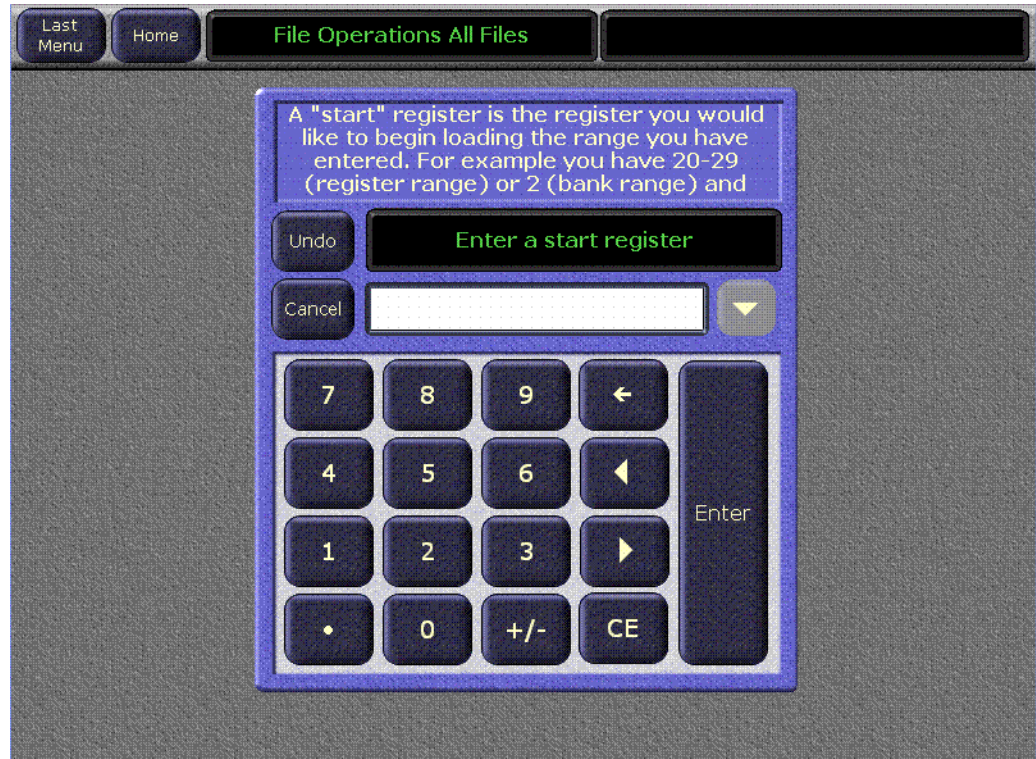 Last
Menu
Home
File Operations All Files
A "start" register is the register you would
like to begin loading the range you have
entered. For example you have 20-29
(register range) or 2 (bank range) and
Undo
Enter a start register
Cancel
7 8 9
4 5 6
Enter
1 2 3
. 0 +/- CE